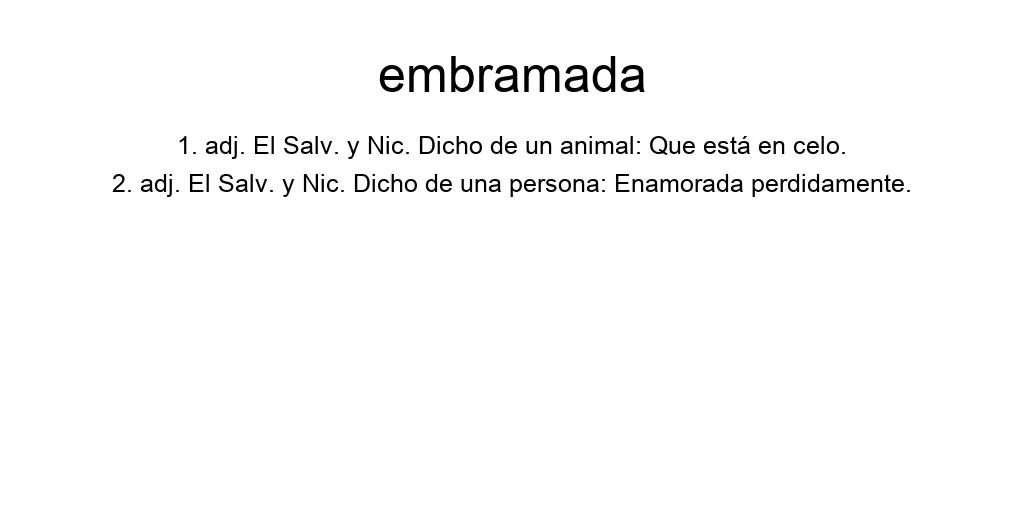 embramada
1. adj. El Salv. y Nic. Dicho de un animal: Que está en celo.
2. adj. El Salv. y Nic. Dicho de una persona: Enamorada perdidamente.